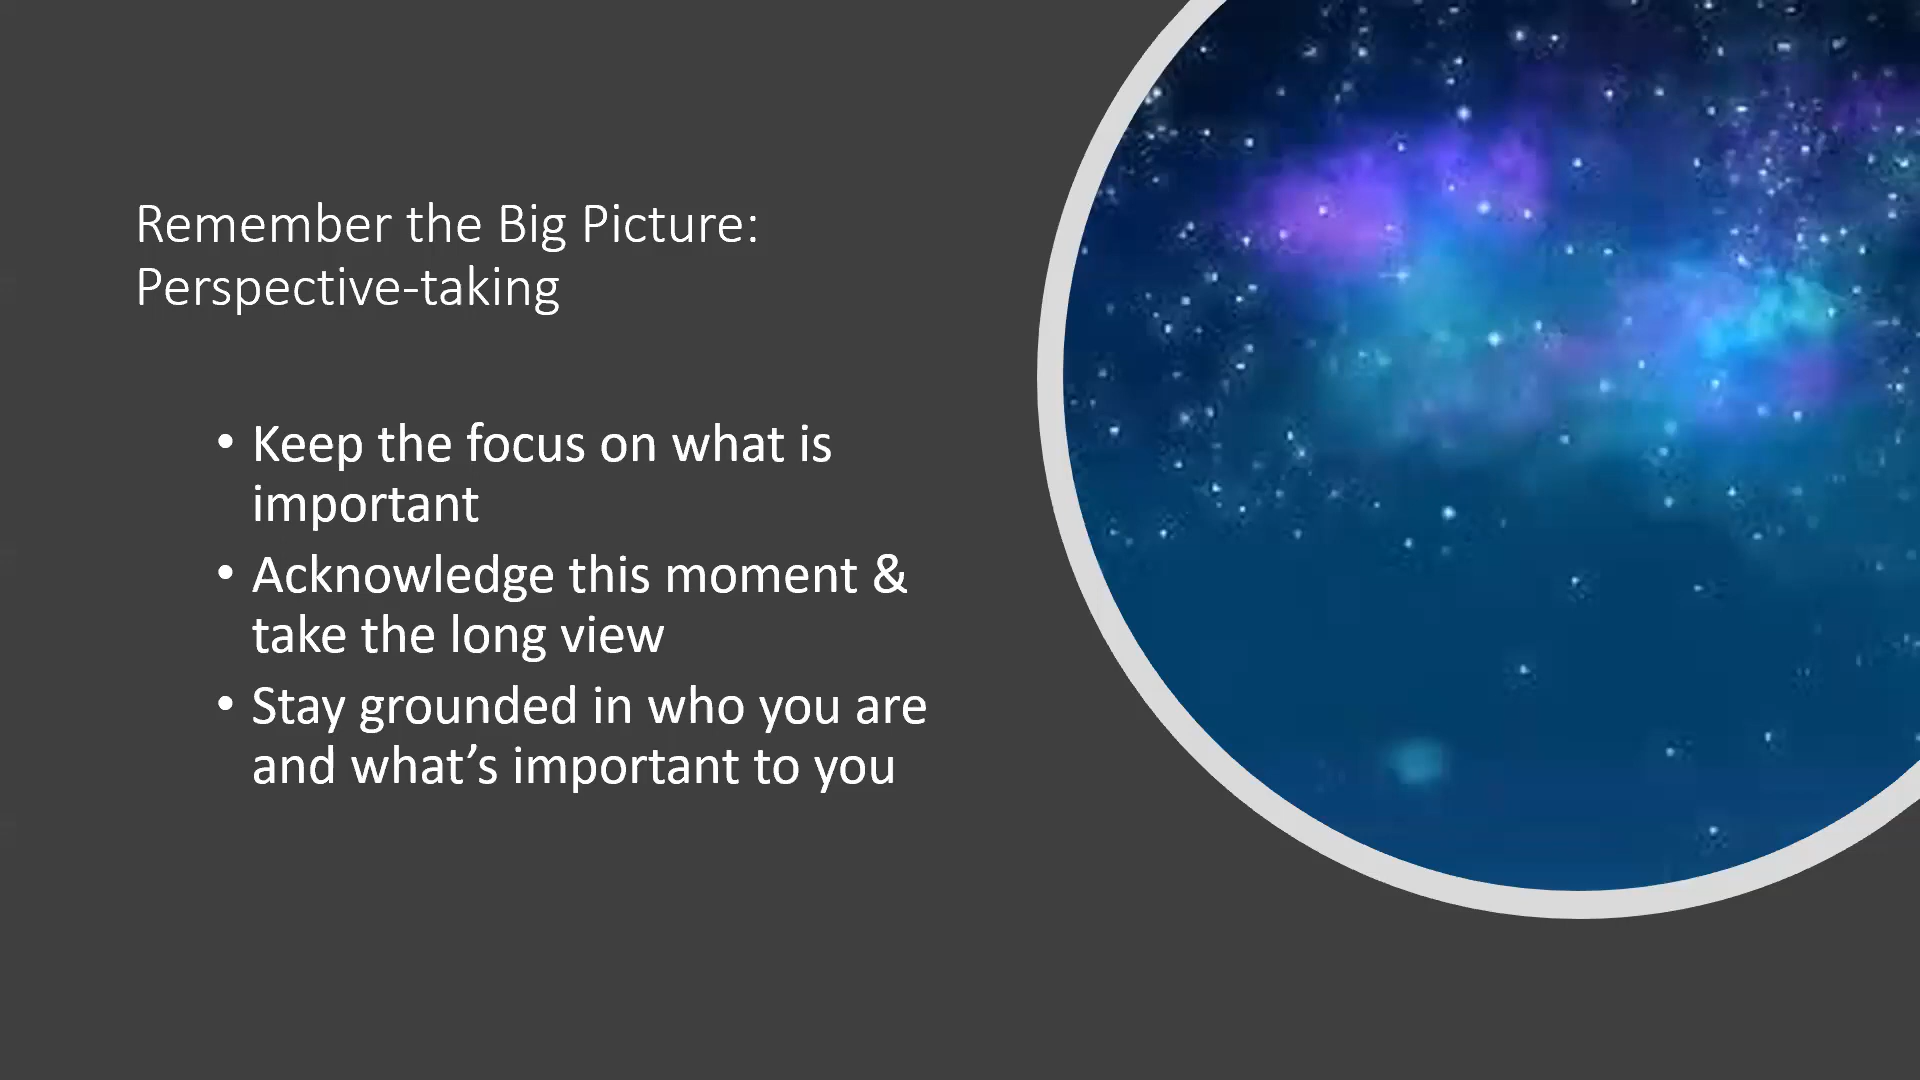 Remember the Big Picture:
Perspective-taking
• Keep the focus on what is
important
• Acknowledge this moment &
take the long view
• Stay grounded in who you are
and what’s important to you